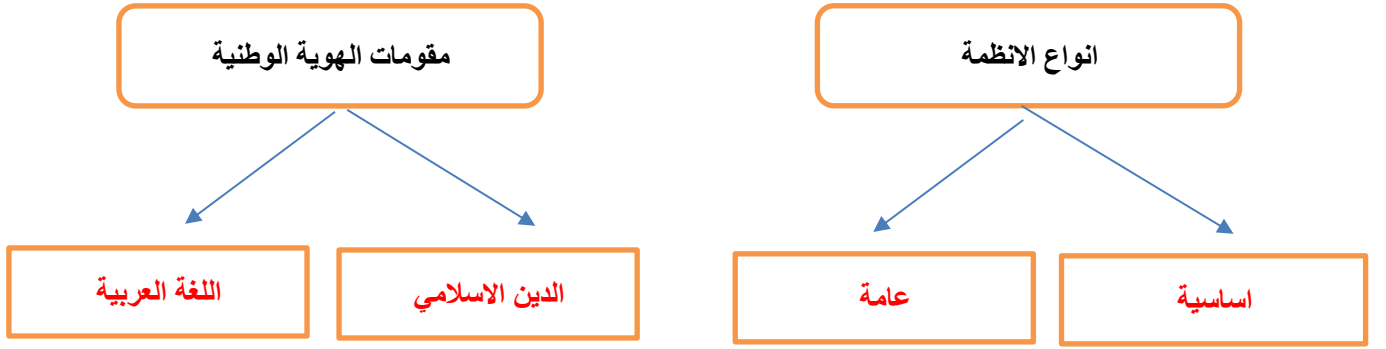 انواع الانظمة
مقومات الهوية الوطنية
اساسية
عامة
الدين الاسلامي
اللغة العربية